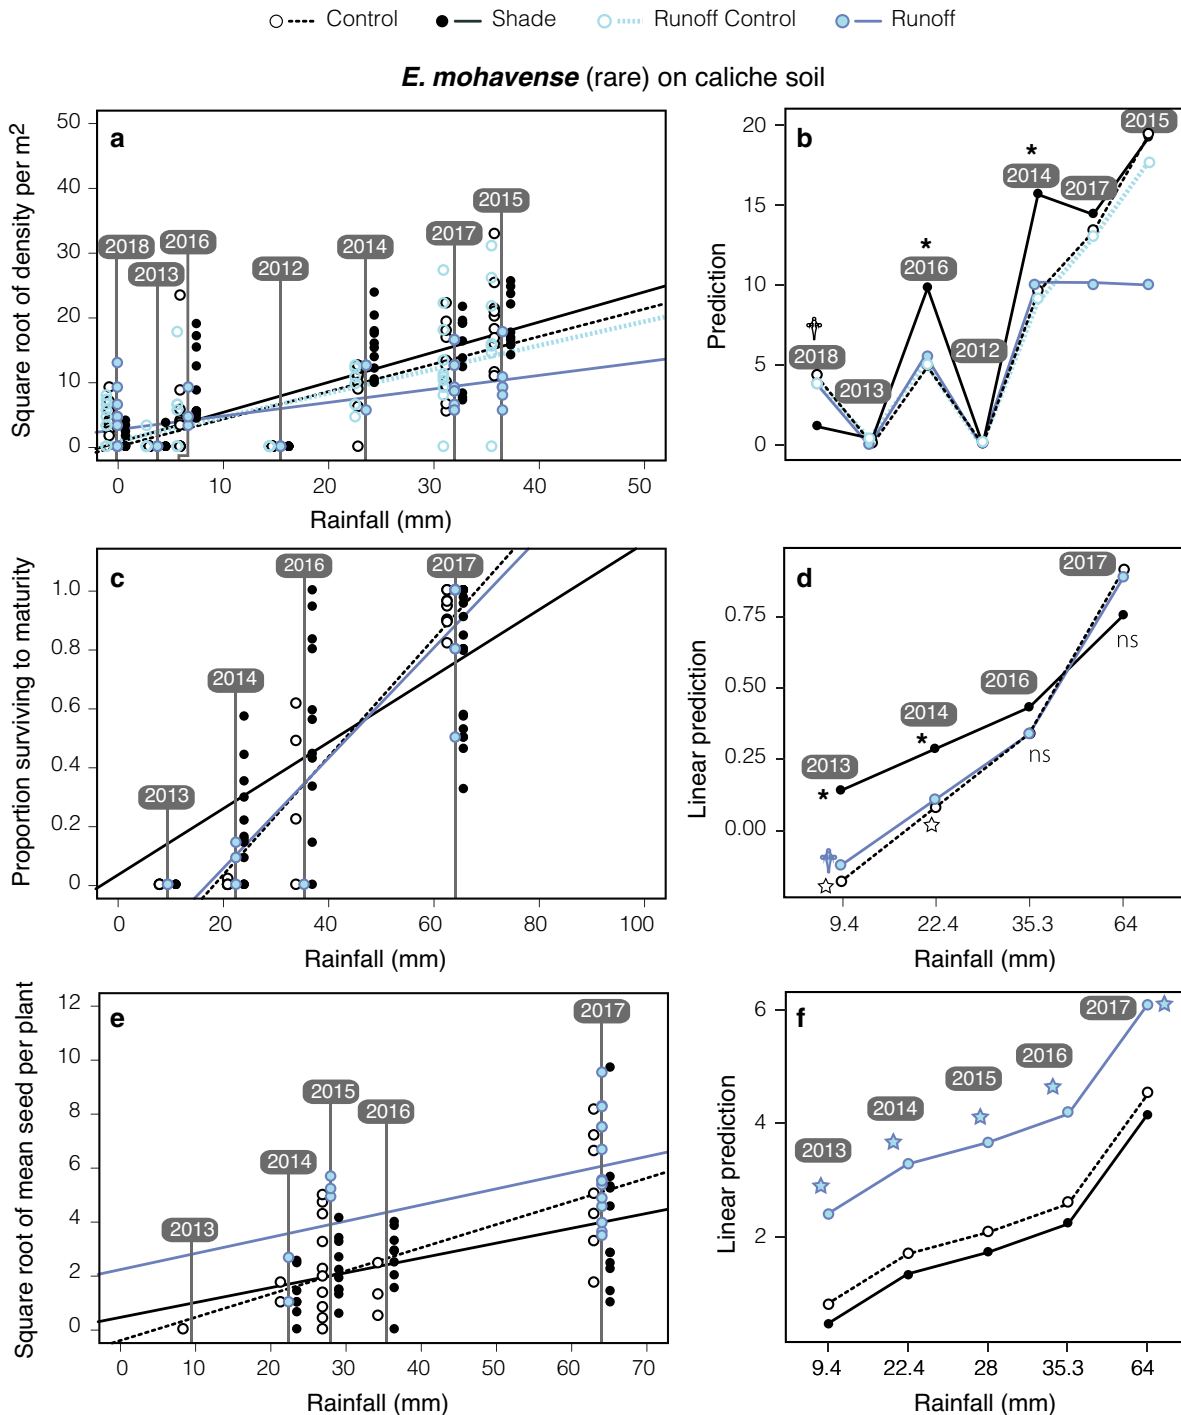 Control Shade Runoff Control Runoff
E. mohavense (rare) on caliche soil
a
Square root of density per m2
50
40
30
20
10
0
2018
2013
2016
2012
2014
2017
2015
0 10 20 30 40 50
Rainfall (mm)
b
Prediction
20
15
10
5
0
2018
2013
*
2016
2012
*
2014
2017
2015
c
Proportion surviving to maturity
1.0
0.8
0.6
0.4
0.2
0
2013
2014
2016
2017
0 20 40 60 80 100
Rainfall (mm)
d
Linear prediction
0.75
0.50
0.25
0.00
2013
*
2014
*
2016
ns
2017
ns
9.4 22.4 35.3 64
Rainfall (mm)
e
Square root of mean seed per plant
12
10
8
6
4
2
0
2013
2014
2015
2016
2017
0 10 20 30 40 50 60 70
Rainfall (mm)
f
Linear prediction
6
4
2
2013
2014
2015
2016
2017
9.4 22.4 28 35.3 64
Rainfall (mm)